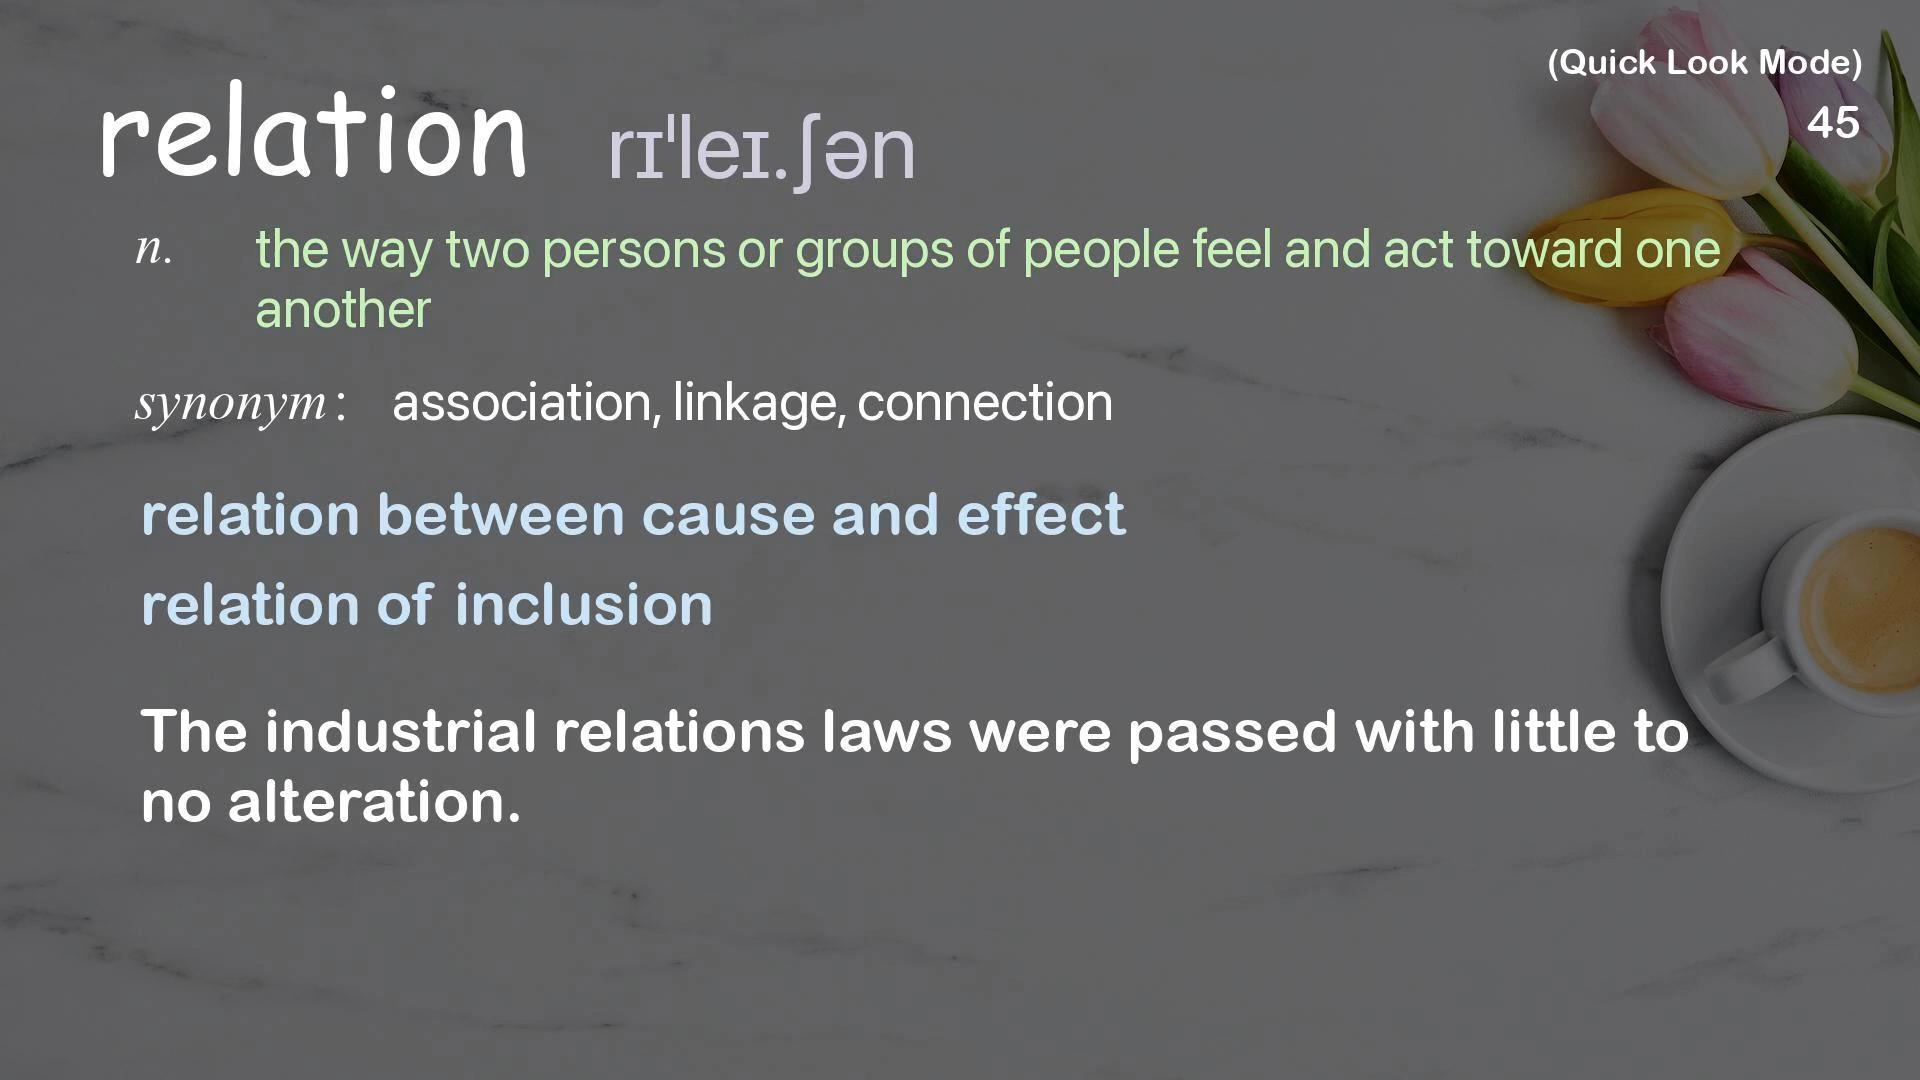 (Quick Look Mode)
45
relation rɪˈleɪ.ʃən
n. the way two persons or groups of people feel and act toward one
another
synonym: association, linkage, connection
relation between cause and effect
relation of inclusion
The industrial relations laws were passed with little to
no alteration.